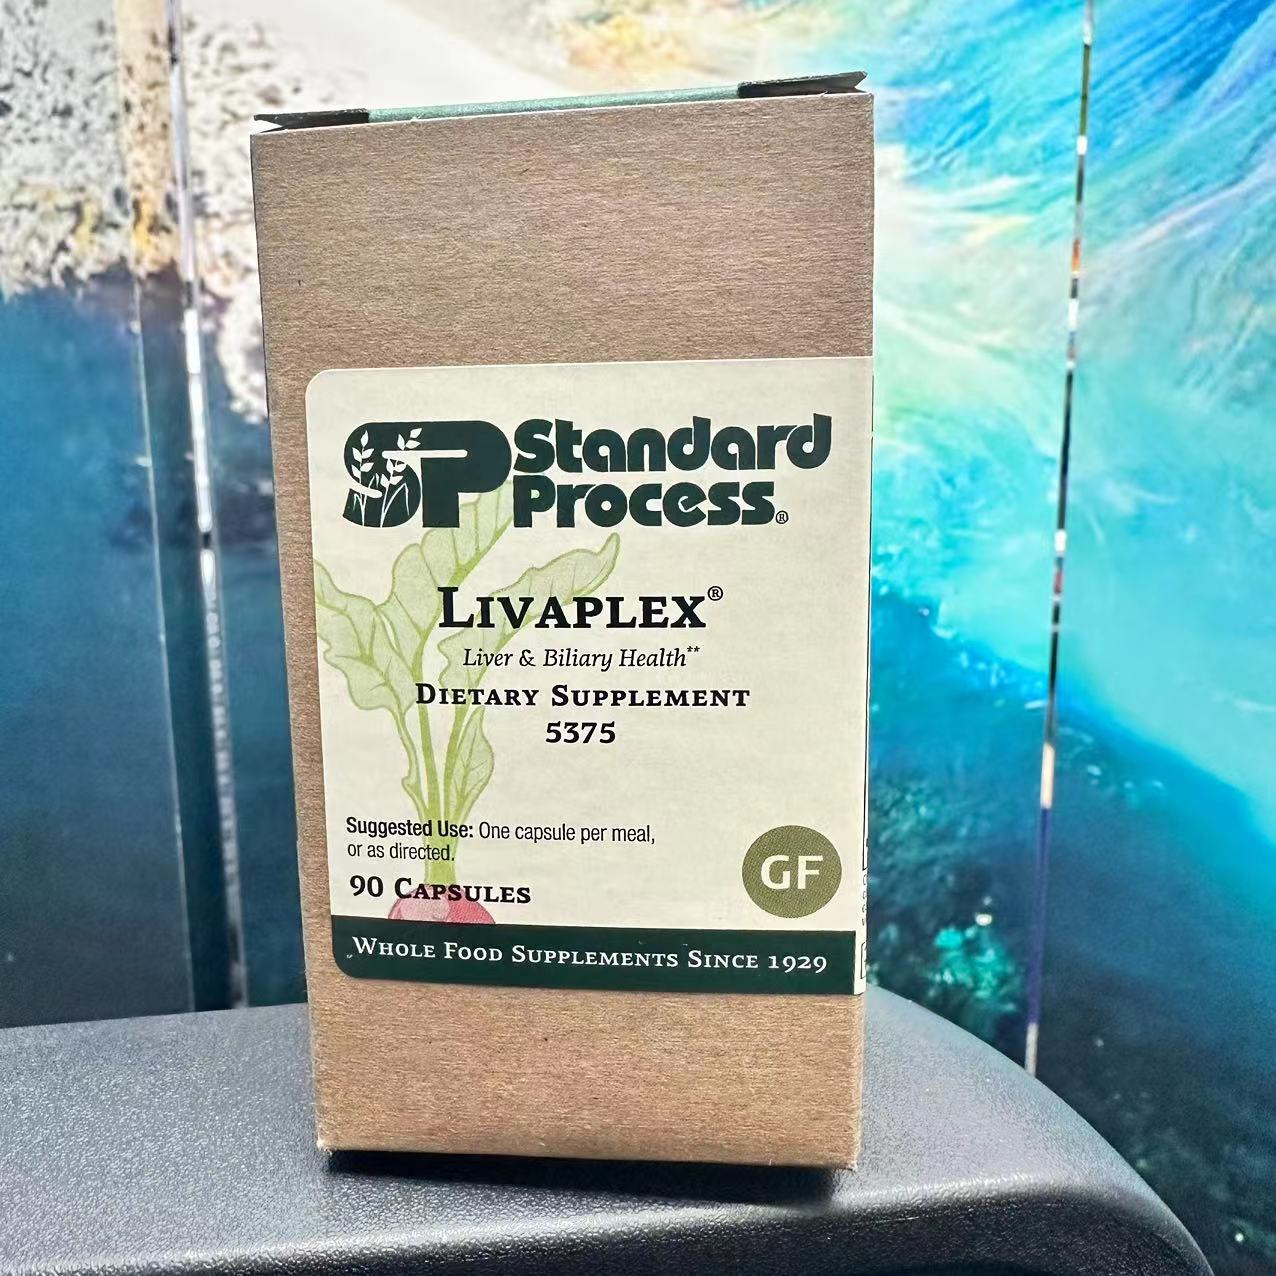 SP Standard
Process®
LIVAPLEX®
Liver & Biliary Health**
DIETARY SUPPLEMENT
5375
Suggested Use: One capsule per meal,
or as directed.
90 CAPSULES
GF
WHOLE FOOD SUPPLEMENTS SINCE 1929